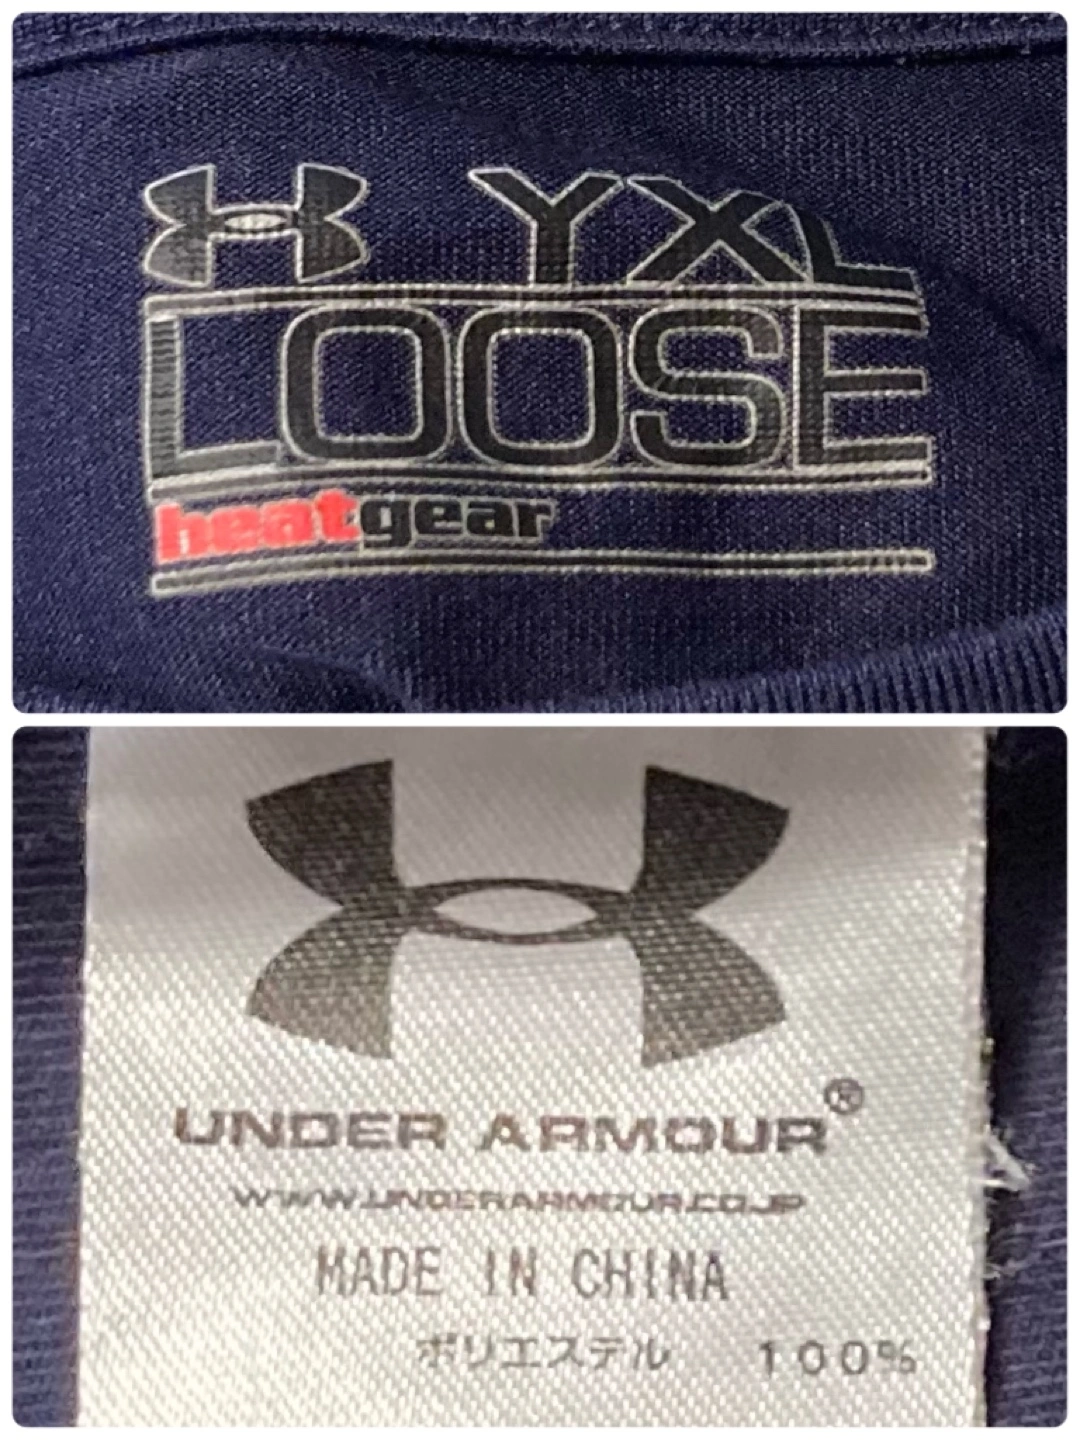 YXL
LOOSE
heatgear
UNDER ARMOUR®
WWW.UNDERARMOUR.CO.JP
MADE IN CHINA
ポリエステル 100%